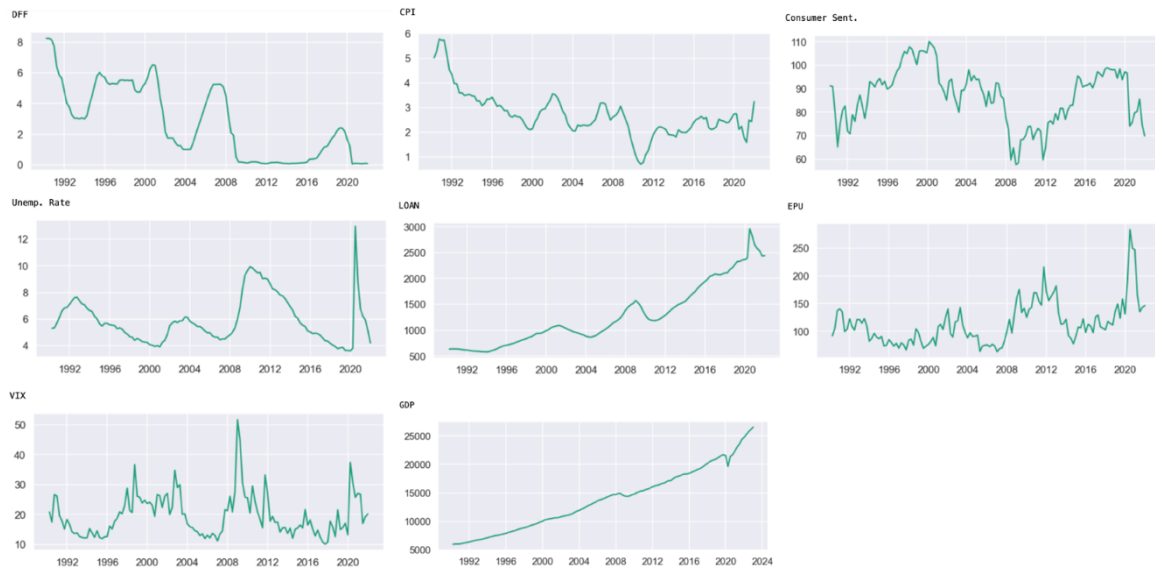 DFF
8
6
4
2
0
1992 1996 2000 2004 2008 2012 2016 2020
CPI
6
5
4
3
2
1
1992 1996 2000 2004 2008 2012 2016 2020
Consumer Sent.
110
100
90
80
70
60
1992 1996 2000 2004 2008 2012 2016 2020
Unemp. Rate
12
10
8
6
4
1992 1996 2000 2004 2008 2012 2016 2020
LOAN
3000
2500
2000
1500
1000
500
1992 1996 2000 2004 2008 2012 2016 2020
EPU
250
200
150
100
1992 1996 2000 2004 2008 2012 2016 2020
VIX
50
40
30
20
10
1992 1996 2000 2004 2008 2012 2016 2020
GDP
25000
20000
15000
10000
5000
1992 1996 2000 2004 2008 2012 2016 2020 2024